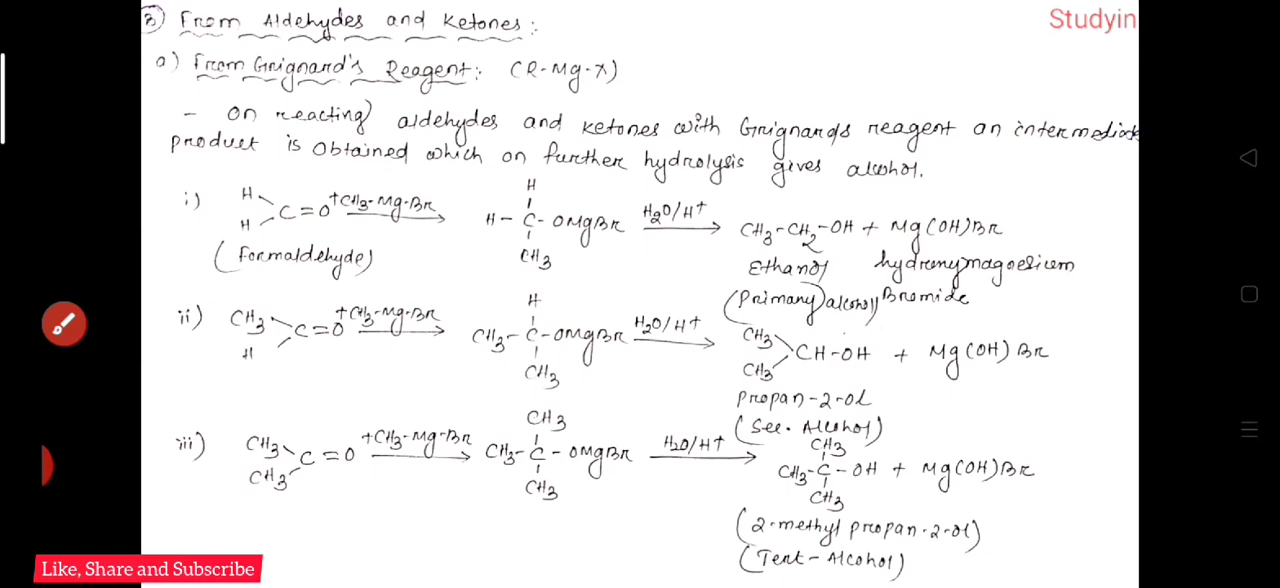 3) From Aldehydes and Ketones:
Studyin
a) From Grignard's Reagent: (R-Mg-X)
- On reacting aldehydes and ketones with Grignards reagent an intermediate
product is obtained which on further hydrolysis gives alcohol.
i) H H C=O +CH3-Mg-Br → H-C-OMgBr H CH3 H2O/H+ → CH3-CH2-OH + Mg(OH)Br
(Formaldehyde) Ethanol hydroxymagnesium
(Primary alcohol) Bromide
ii) CH3 H C=O +CH3-Mg-Br → CH3-C-OMgBr H CH3 H2O/H+ → CH3 CH3 CH-OH + Mg(OH)Br
Propan-2-ol
(Sec. Alcohol)
iii) CH3 CH3 C=O +CH3-Mg-Br → CH3-C-OMgBr CH3 CH3 H2O/H+ → CH3-C-OH CH3 CH3 + Mg(OH)Br
(2-methyl propan-2-ol)
(Tert-Alcohol)
Like, Share and Subscribe